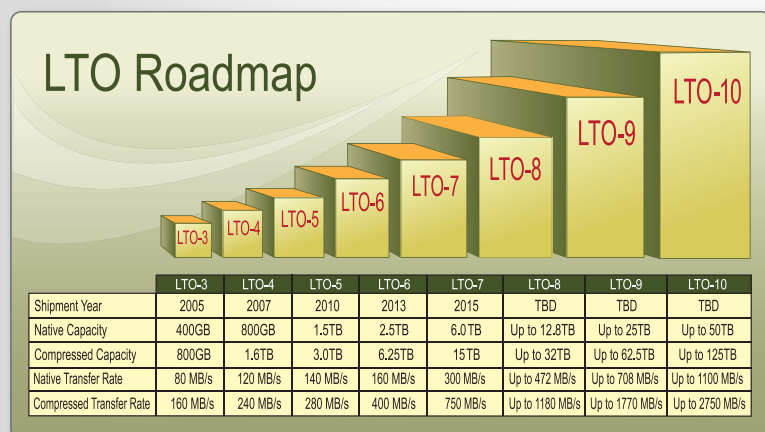 LTO Roadmap
LTO-3
LTO-4
LTO-5
LTO-6
LTO-7
LTO-8
LTO-9
LTO-10
LTO-3 LTO-4 LTO-5 LTO-6 LTO-7 LTO-8 LTO-9 LTO-10
Shipment Year 2005 2007 2010 2013 2015 TBD TBD TBD
Native Capacity 400GB 800GB 1.5TB 2.5TB 6.0TB Up to 12.8TB Up to 25TB Up to 50TB
Compressed Capacity 800GB 1.6TB 3.0TB 6.25TB 15TB Up to 32TB Up to 62.5TB Up to 125TB
Native Transfer Rate 80 MB/s 120 MB/s 140 MB/s 160 MB/s 300 MB/s Up to 472 MB/s Up to 708 MB/s Up to 1100 MB/s
Compressed Transfer Rate 160 MB/s 240 MB/s 280 MB/s 400 MB/s 750 MB/s Up to 1180 MB/s Up to 1770 MB/s Up to 2750 MB/s